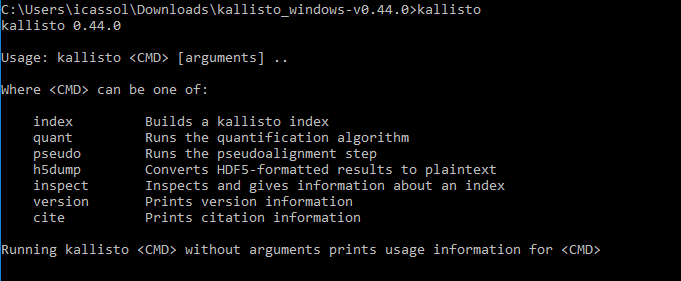 C:\Users\icassol\Downloads\kallisto_windows-v0.44.0>kallisto
kallisto 0.44.0
Usage: kallisto <CMD> [arguments] ..
Where <CMD> can be one of:
index Builds a kallisto index
quant Runs the quantification algorithm
pseudo Runs the pseudoalignment step
h5dump Converts HDF5-formatted results to plaintext
inspect Inspects and gives information about an index
version Prints version information
cite Prints citation information
Running kallisto <CMD> without arguments prints usage information for <CMD>